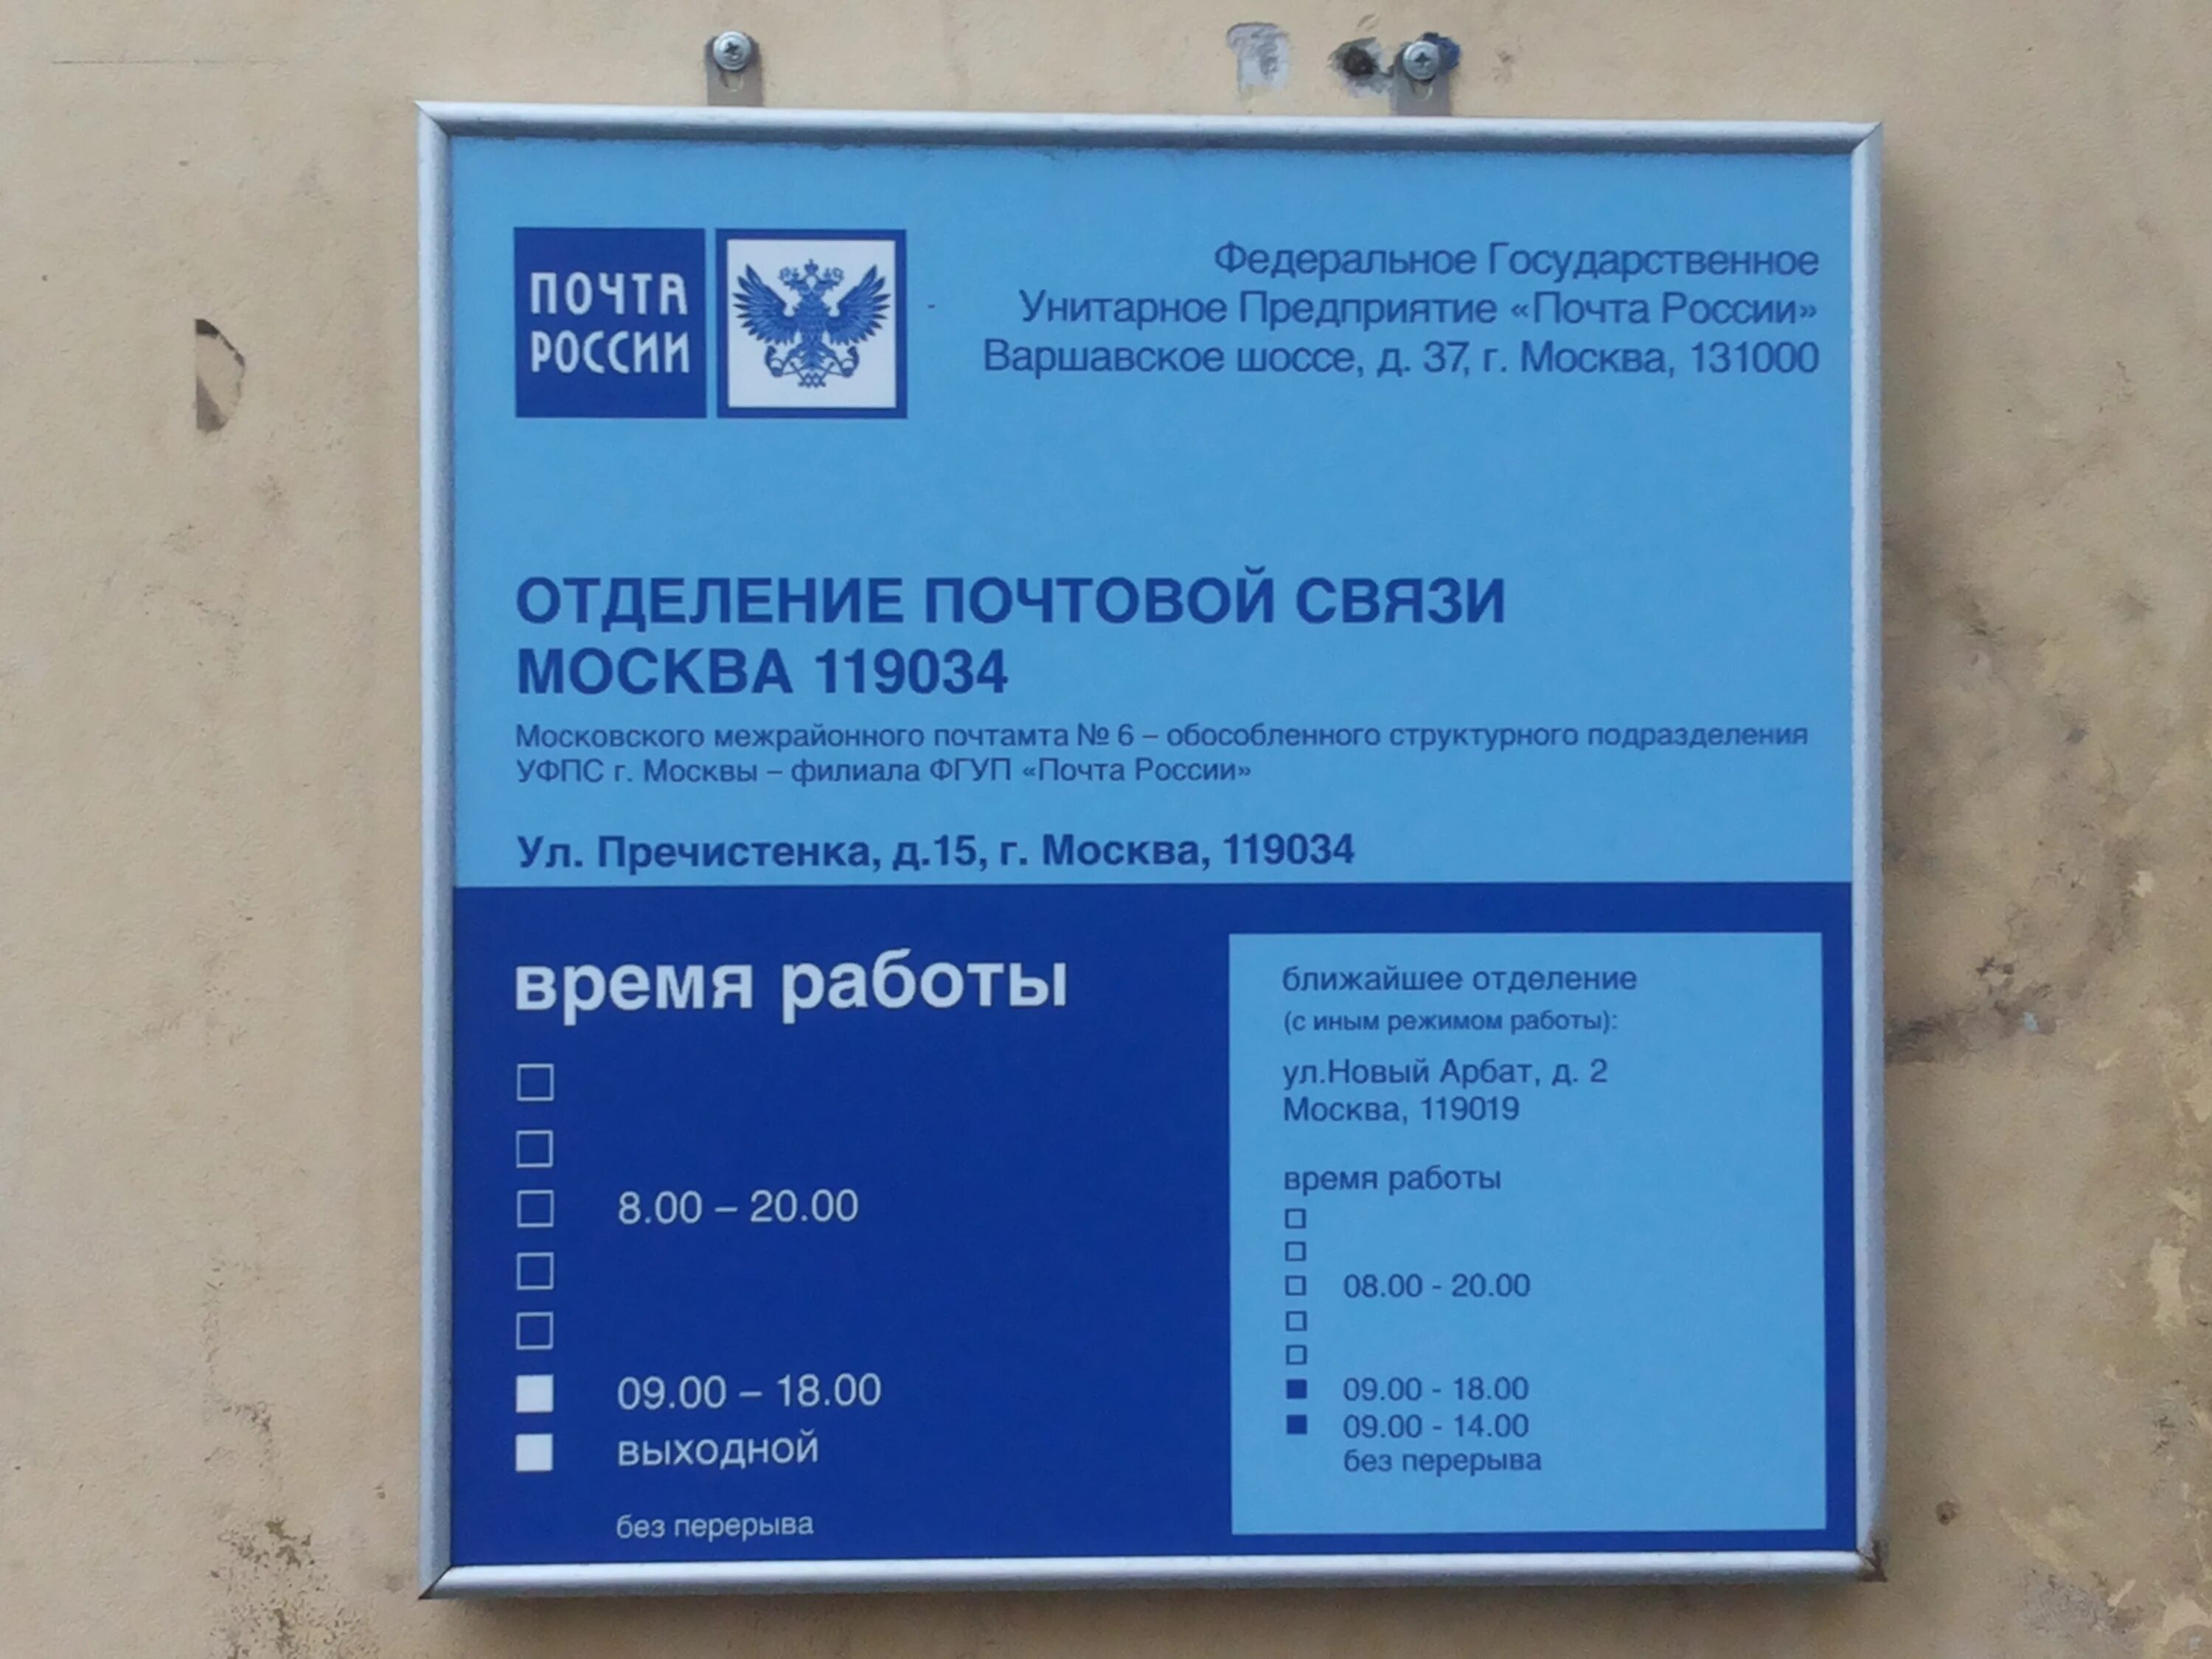 ПОЧТА
РОССИИ
Федеральное Государственное
Унитарное Предприятие «Почта России»
Варшавское шоссе, д. 37, г. Москва, 131000
ОТДЕЛЕНИЕ ПОЧТОВОЙ СВЯЗИ
МОСКВА 119034
Московского межрайонного почтамта № 6 – обособленного структурного подразделения
УФПС г. Москвы – филиала ФГУП «Почта России»
Ул. Пречистенка, д.15, г. Москва, 119034
время работы
8.00 – 20.00
09.00 – 18.00
выходной
без перерыва
ближайшее отделение
(с иным режимом работы):
ул.Новый Арбат, д. 2
Москва, 119019
время работы
08.00 - 20.00
09.00 - 18.00
09.00 - 14.00
без перерыва